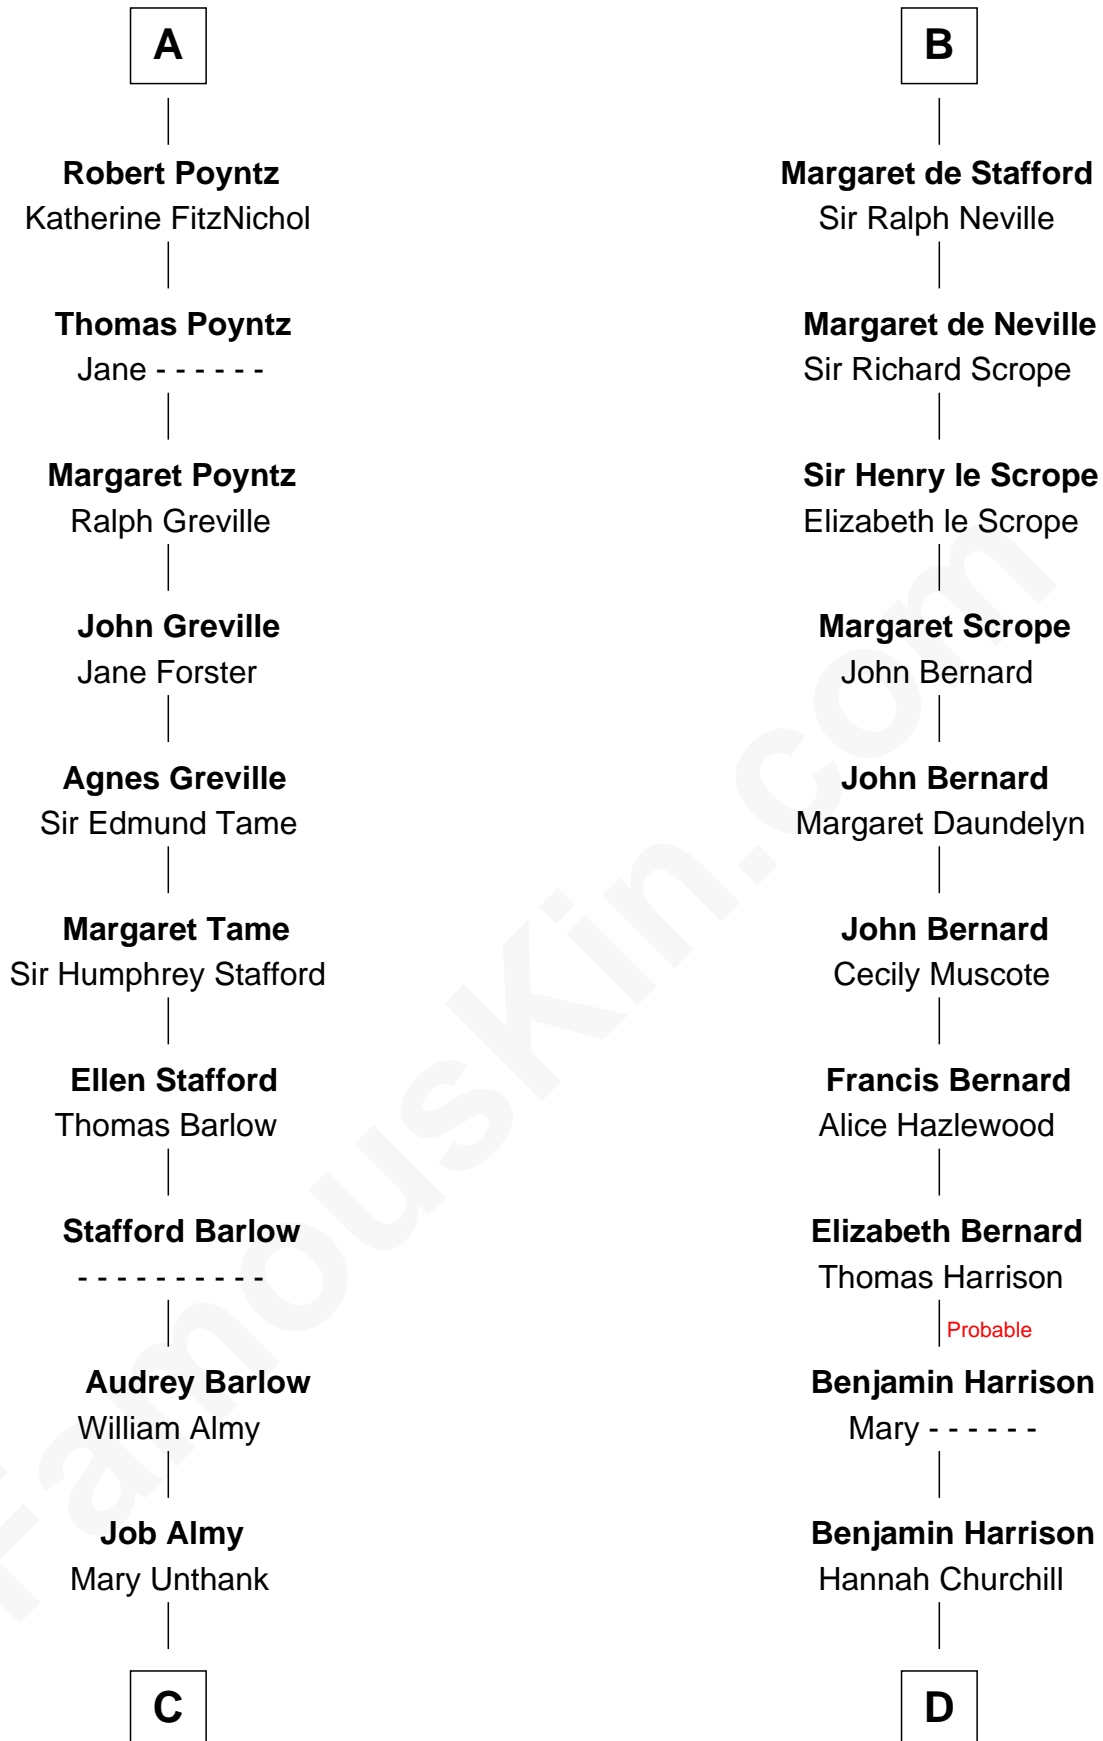 A
Robert Poyntz
Katherine FitzNichol
Thomas Poyntz
Jane - - - - - -
Margaret Poyntz
Ralph Greville
John Greville
Jane Forster
Agnes Greville
Sir Edmund Tame
Margaret Tame
Sir Humphrey Stafford
Ellen Stafford
Thomas Barlow
Stafford Barlow
- - - - - - - - - -
Audrey Barlow
William Almy
Job Almy
Mary Unthank
C
B
Margaret de Stafford
Sir Ralph Neville
Margaret de Neville
Sir Richard Scrope
Sir Henry le Scrope
Elizabeth le Scrope
Margaret Scrope
John Bernard
John Bernard
Margaret Daundelyn
John Bernard
Cecily Muscote
Francis Bernard
Alice Hazlewood
Elizabeth Bernard
Thomas Harrison
Probable
Benjamin Harrison
Mary - - - - - -
Benjamin Harrison
Hannah Churchill
D
FamousKin.com